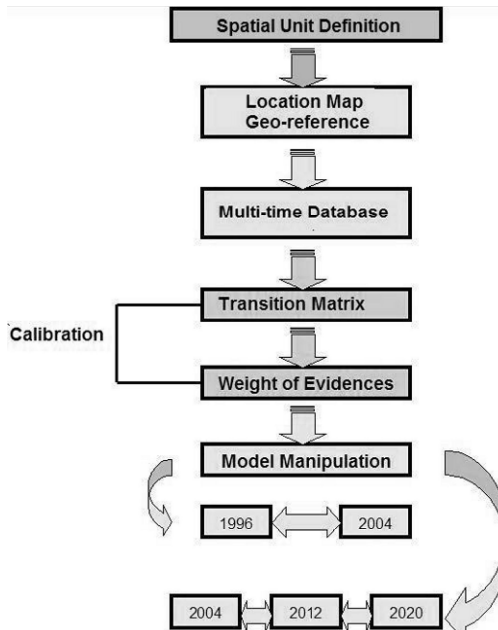 Spatial Unit Definition
Location Map
Geo-reference
Multi-time Database
Transition Matrix
Calibration
Weight of Evidences
Model Manipulation
1996
2004
2004
2012
2020